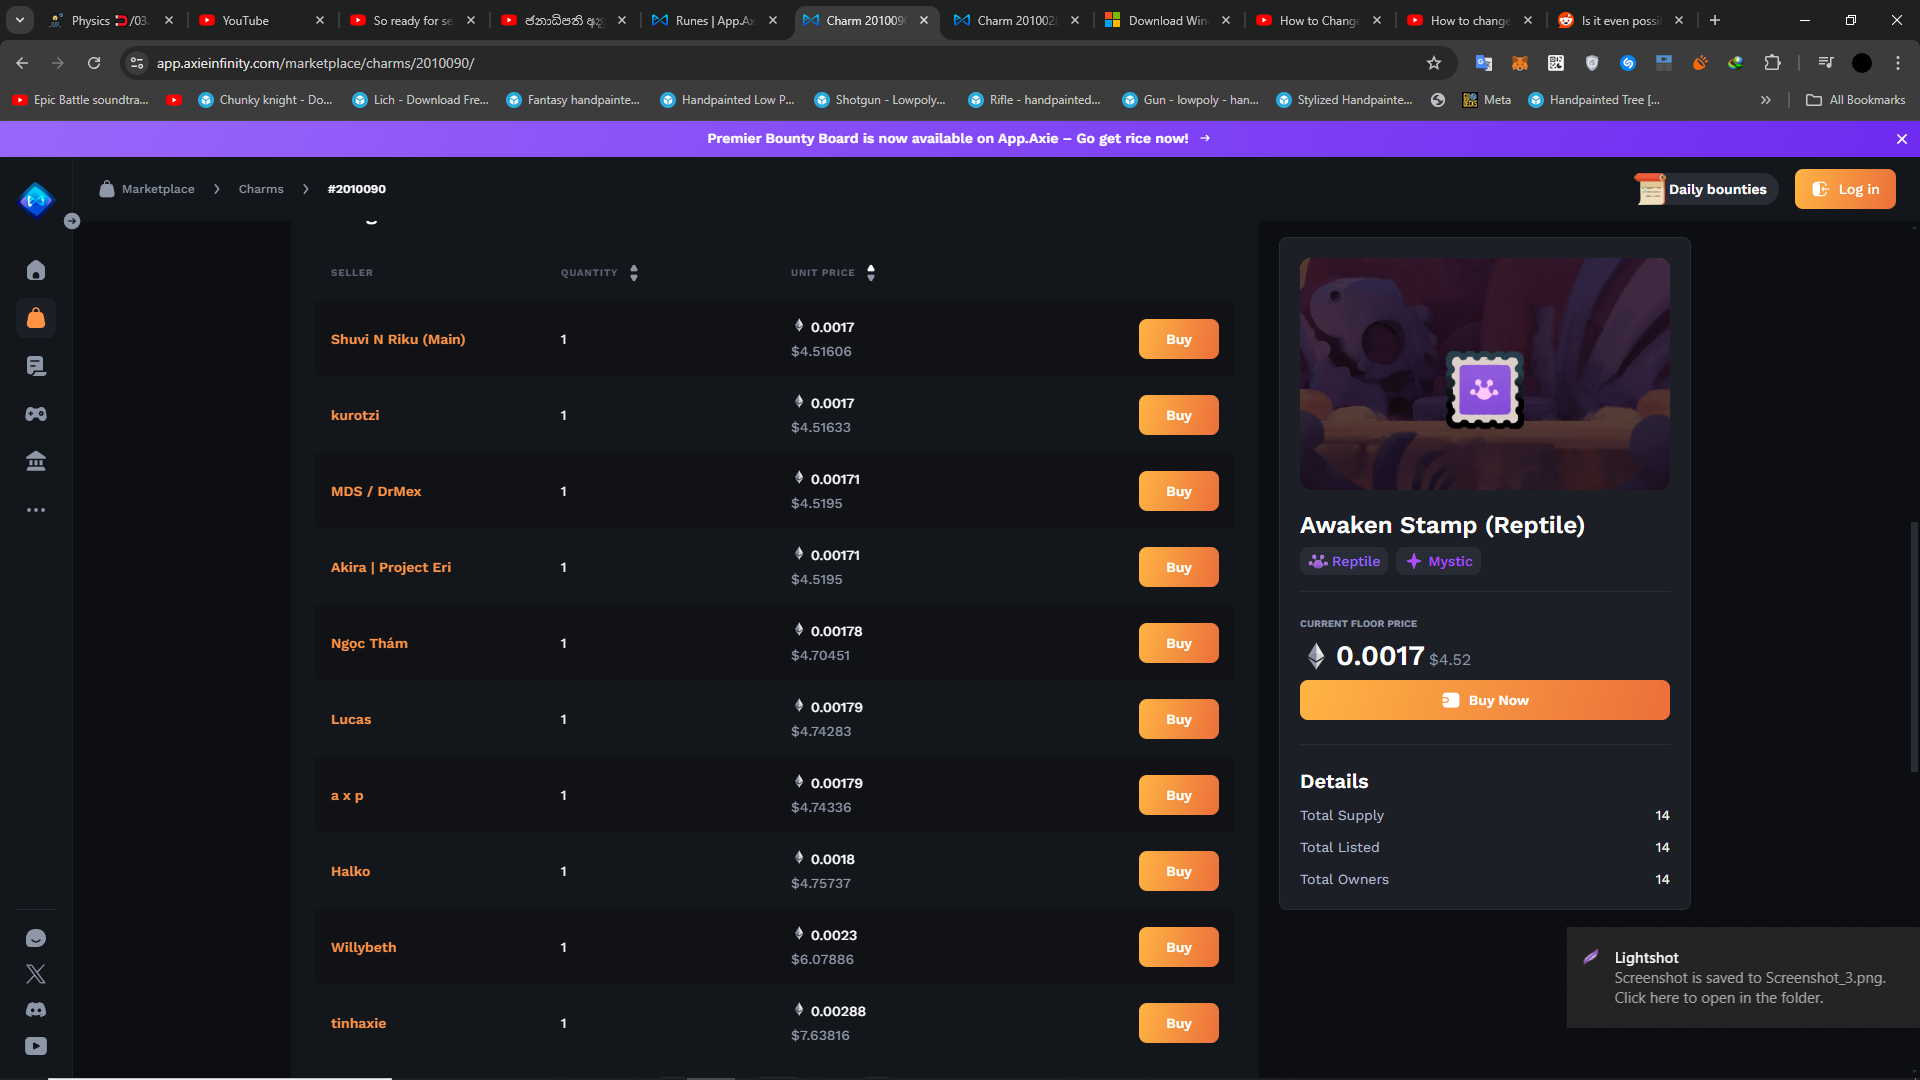 Physics /03.
YouTube
So ready for se
ජනාධිපති අනු
Runes | App.Ax
Charm 201009
Charm 201002
Download Win
How to Change
How to change
Is it even possi
app.axieinfinity.com/marketplace/charms/2010090/
Epic Battle soundtra...
Chunky knight - Do...
Lich - Download Fre...
Fantasy handpainte...
Handpainted Low P...
Shotgun - Lowpoly...
Rifle - handpainted...
Gun - lowpoly - han...
Stylized Handpainte...
Meta
Handpainted Tree [...
All Bookmarks
Premier Bounty Board is now available on App.Axie – Go get rice now!
Marketplace
Charms
#2010090
Daily bounties
Log in
SELLER QUANTITY UNIT PRICE
Shuvi N Riku (Main) 1 0.0017 Buy
$4.51606
kurotzi 1 0.0017 Buy
$4.51633
MDS / DrMex 1 0.00171 Buy
$4.5195
Akira | Project Eri 1 0.00171 Buy
$4.5195
Ngọc Thám 1 0.00178 Buy
$4.70451
Lucas 1 0.00179 Buy
$4.74283
a x p 1 0.00179 Buy
$4.74336
Halko 1 0.0018 Buy
$4.75737
Willybeth 1 0.0023 Buy
$6.07886
tinhaxie 1 0.00288 Buy
$7.63816
Awaken Stamp (Reptile)
Reptile Mystic
CURRENT FLOOR PRICE
0.0017 $4.52
Buy Now
Details
Total Supply 14
Total Listed 14
Total Owners 14
Lightshot
Screenshot is saved to Screenshot_3.png.
Click here to open in the folder.